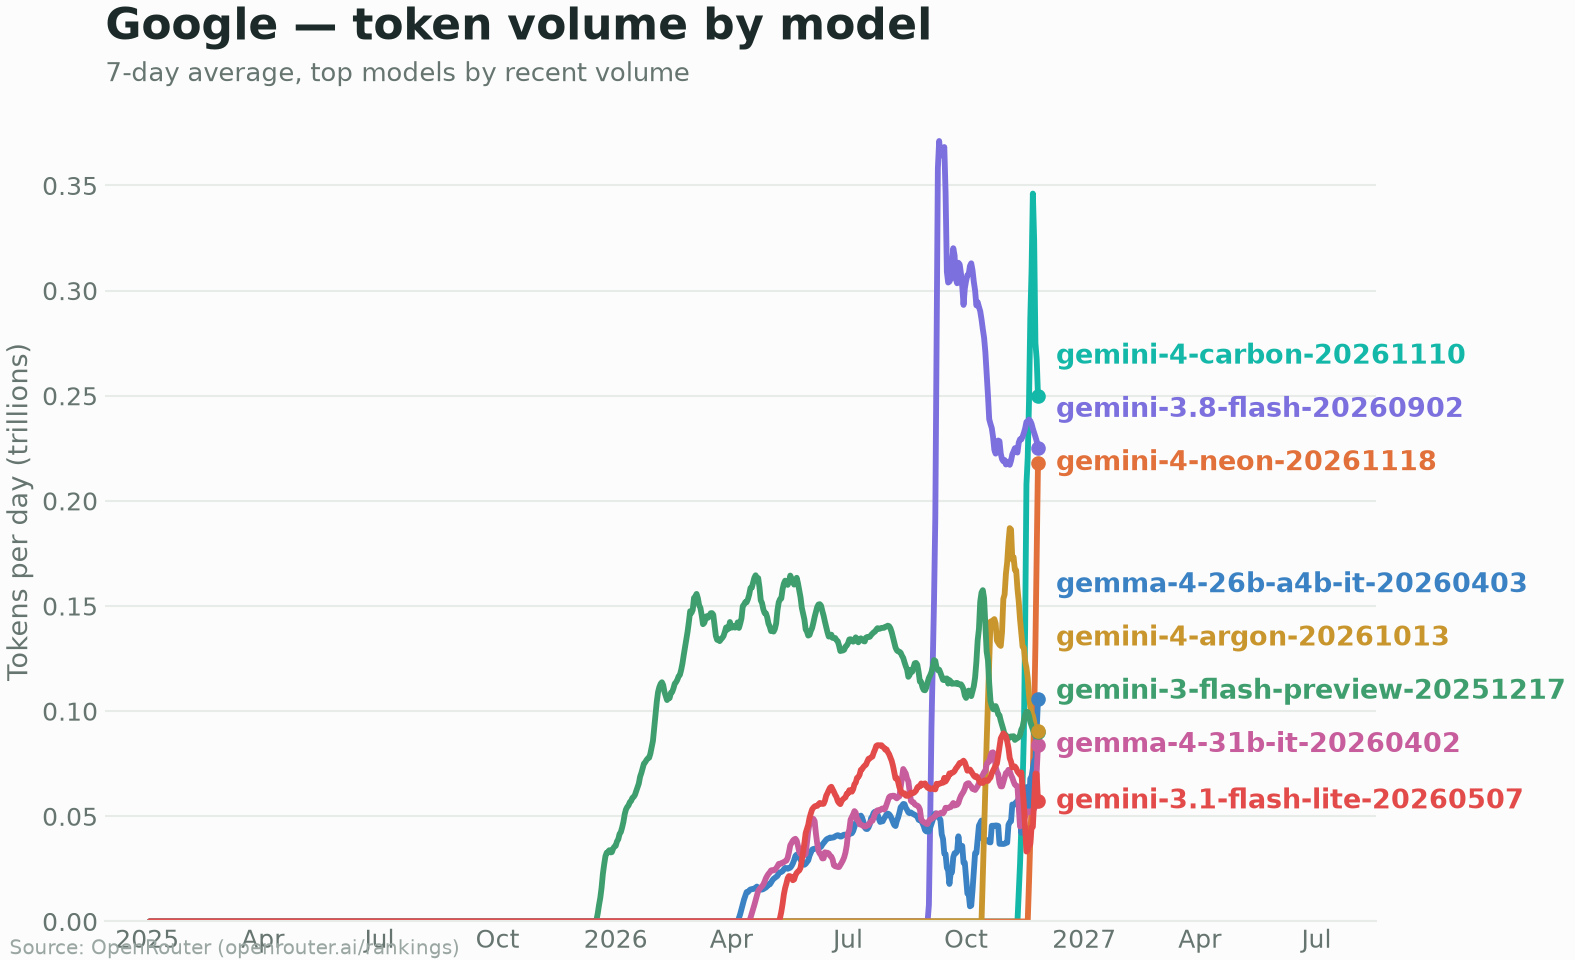 Google — token volume by model
7-day average, top models by recent volume
Tokens per day (trillions)
0.35
0.30
0.25
0.20
0.15
0.10
0.05
0.00
gemini-4-carbon-20261110
gemini-3.8-flash-20260902
gemini-4-neon-20261118
gemma-4-26b-a4b-it-20260403
gemini-4-argon-20261013
gemini-3-flash-preview-20251217
gemma-4-31b-it-20260402
gemini-3.1-flash-lite-20260507
2025 Apr Jul Oct 2026 Apr Jul Oct 2027 Apr Jul
Source: OpenRouter (openrouter.ai/rankings)